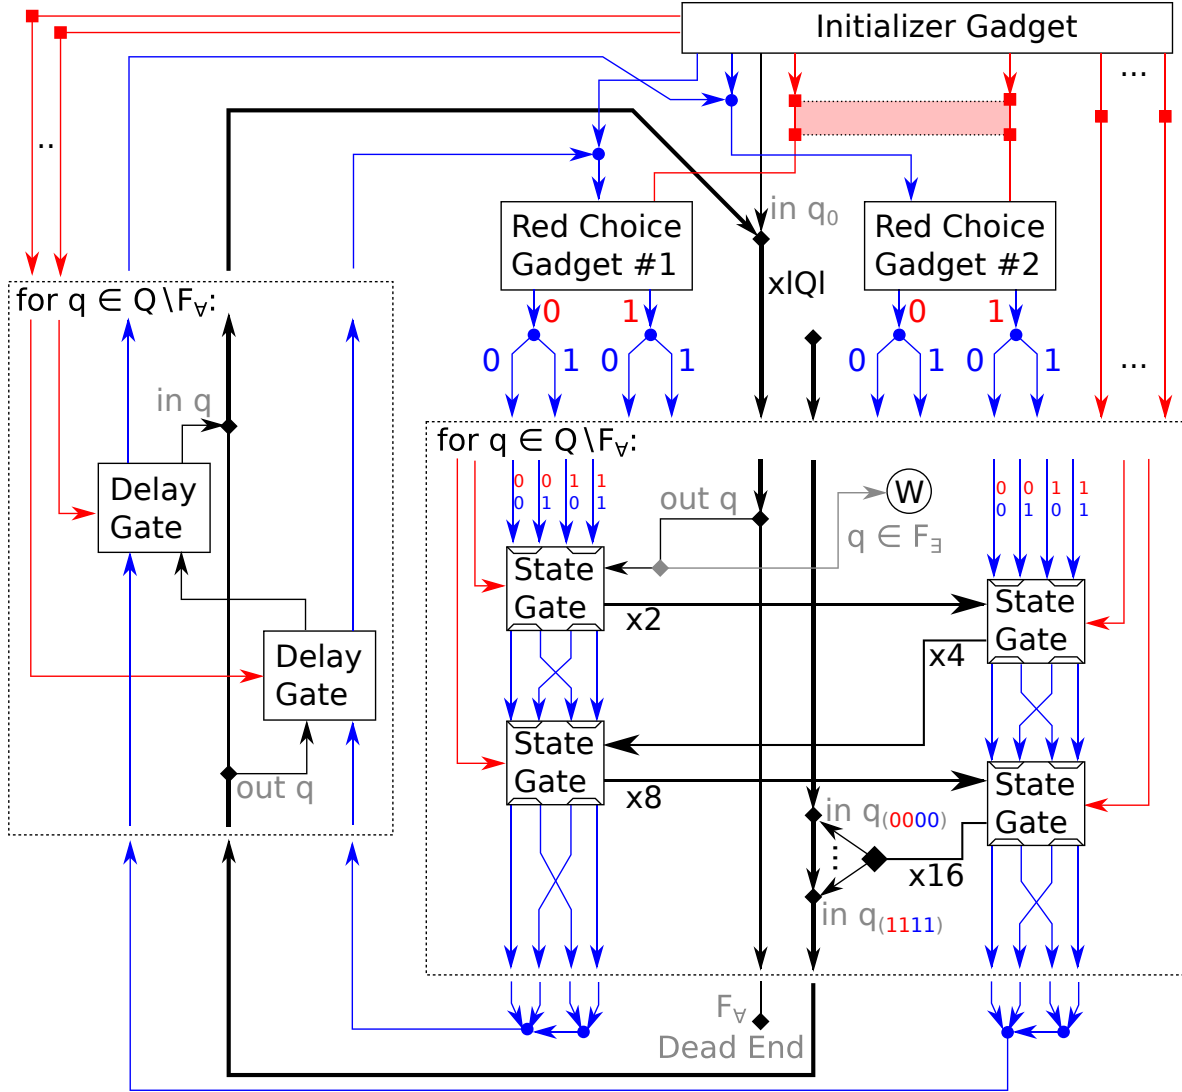 Initializer Gadget
...
..
in q0
Red Choice
Gadget #1
Red Choice
Gadget #2
x|Q|
for q ∈ Q\F∀:
0
1
0
1
0
1
0
1
0
1
0
1
...
in q
for q ∈ Q\F∀:
Delay
Gate
0 0 1 1
0 1 0 1
out q
W
q ∈ F∃
0 0 1 1
0 1 0 1
State
Gate
x2
State
Gate
Delay
Gate
x4
State
Gate
x8
State
Gate
out q
in q(0000)
x16
in q(1111)
F∀
Dead End